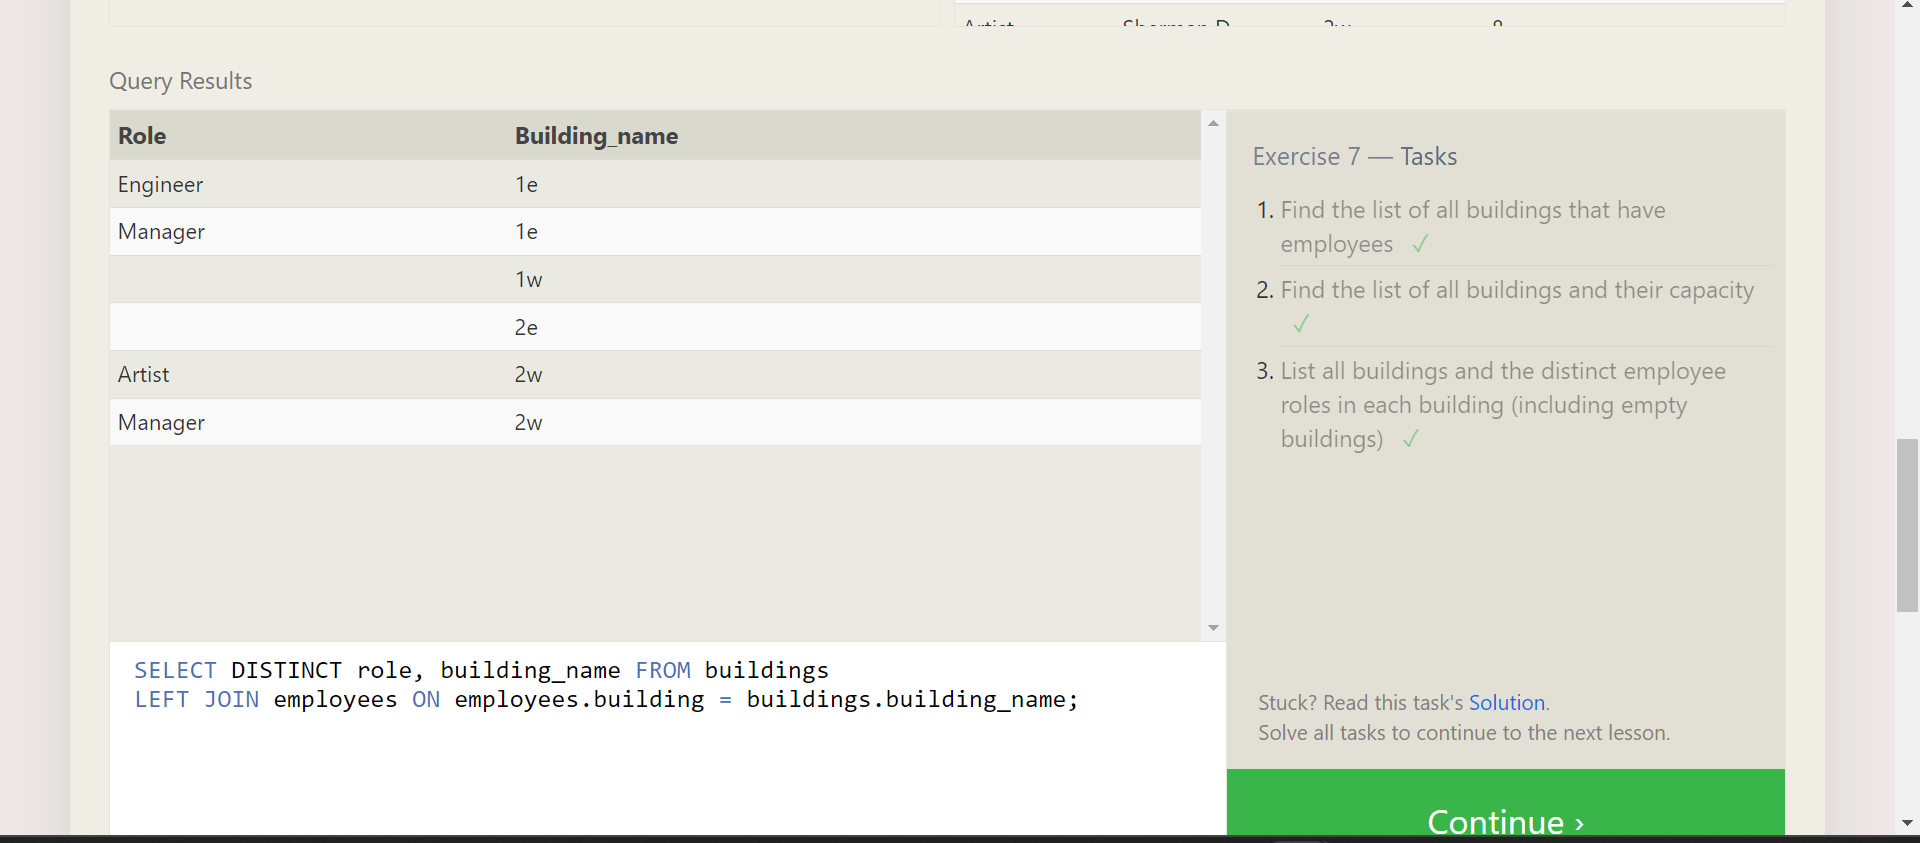 Query Results
Role Building_name
Engineer 1e
Manager 1e
1w
2e
Artist 2w
Manager 2w
SELECT DISTINCT role, building_name FROM buildings
LEFT JOIN employees ON employees.building = buildings.building_name;
Exercise 7 — Tasks
1. Find the list of all buildings that have
employees ✓
2. Find the list of all buildings and their capacity
✓
3. List all buildings and the distinct employee
roles in each building (including empty
buildings) ✓
Stuck? Read this task's Solution.
Solve all tasks to continue to the next lesson.
Continue ›